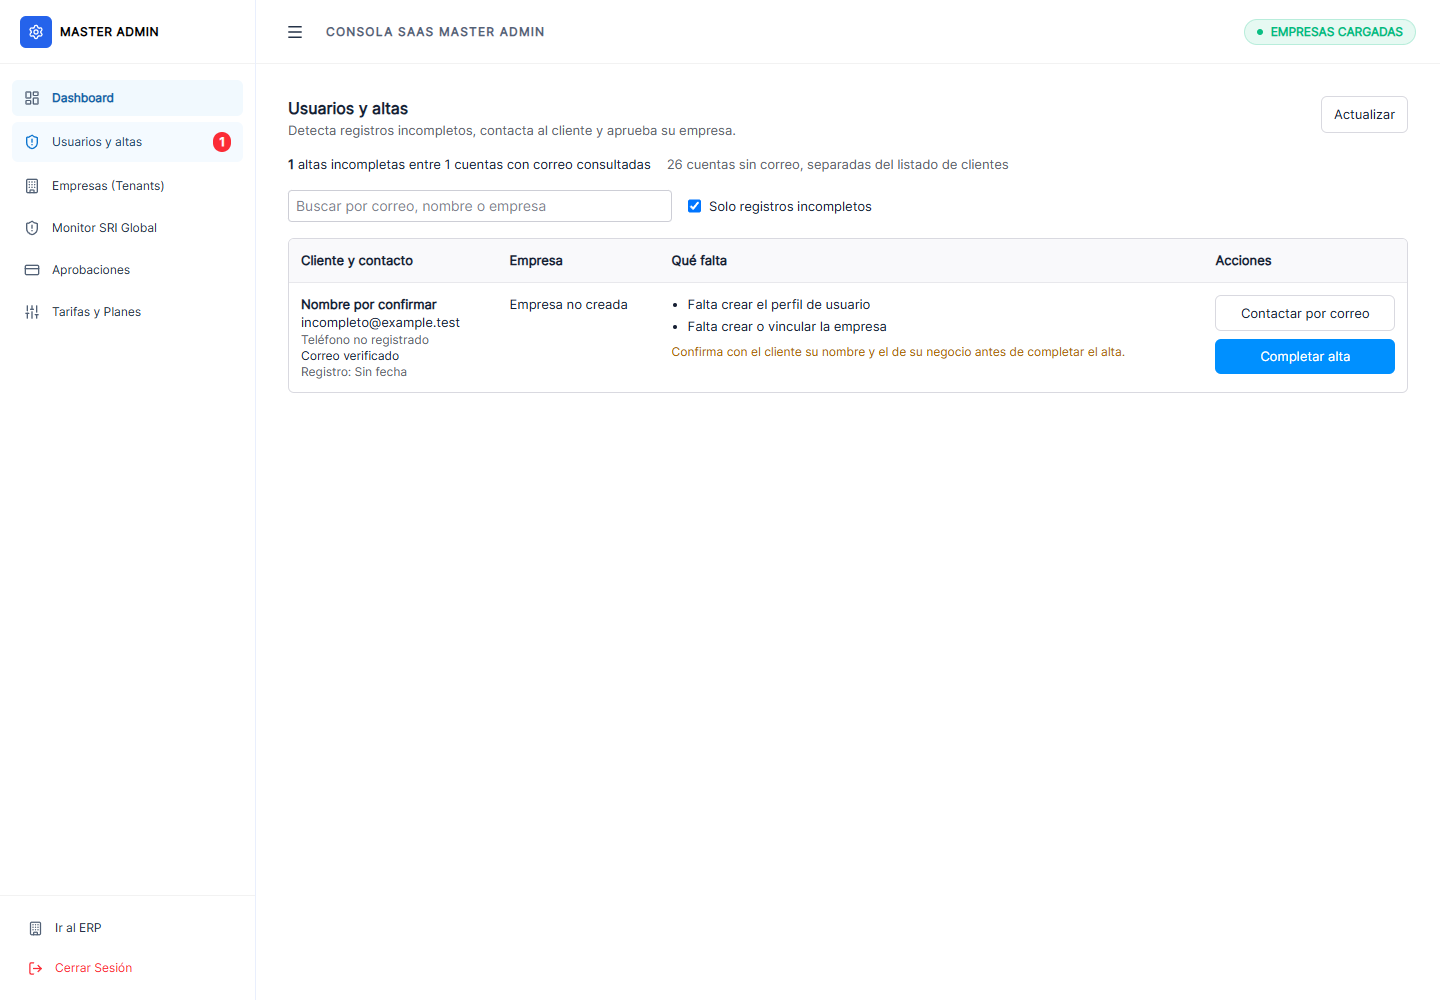 MASTER ADMIN
CONSOLA SAAS MASTER ADMIN
EMPRESAS CARGADAS
Dashboard
Usuarios y altas
1
Empresas (Tenants)
Monitor SRI Global
Aprobaciones
Tarifas y Planes
Ir al ERP
Cerrar Sesión
Usuarios y altas
Detecta registros incompletos, contacta al cliente y aprueba su empresa.
Actualizar
1 altas incompletas entre 1 cuentas con correo consultadas 26 cuentas sin correo, separadas del listado de clientes
Buscar por correo, nombre o empresa
Solo registros incompletos
Cliente y contacto Empresa Qué falta Acciones
Nombre por confirmar
incompleto@example.test
Teléfono no registrado
Correo verificado
Registro: Sin fecha
Empresa no creada
Falta crear el perfil de usuario
Falta crear o vincular la empresa
Confirma con el cliente su nombre y el de su negocio antes de completar el alta.
Contactar por correo
Completar alta